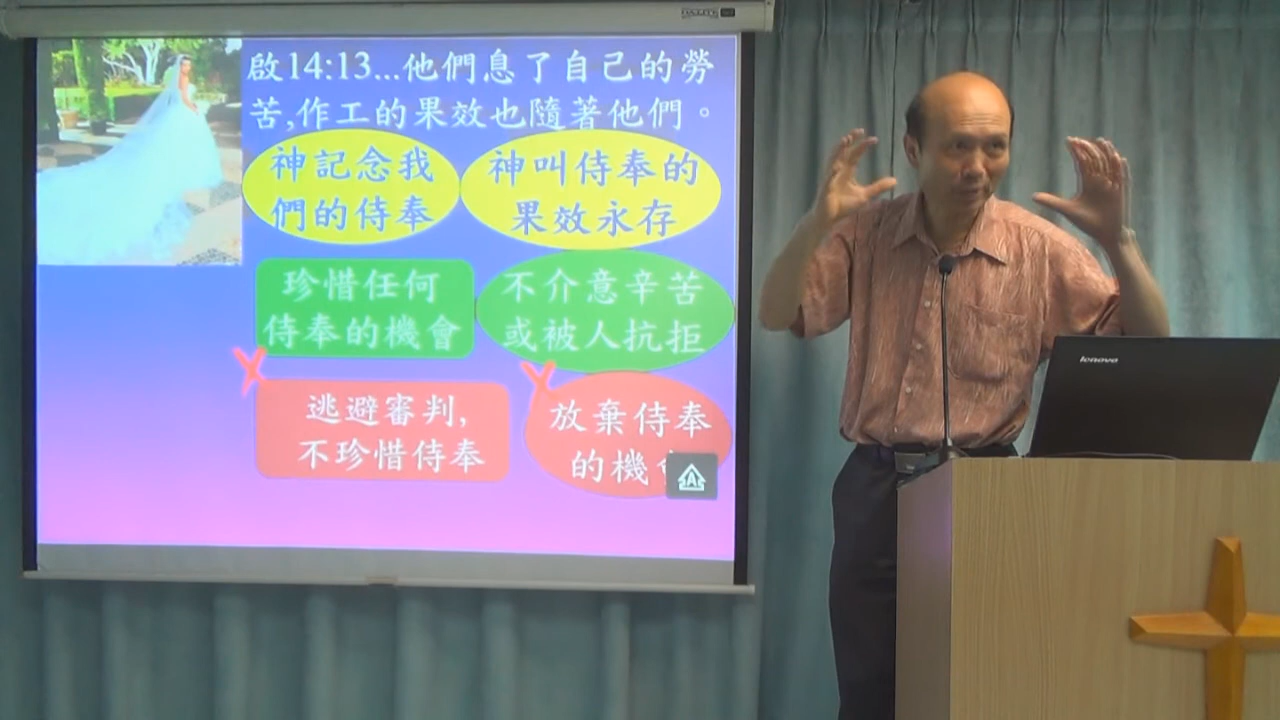 啟14:13...他們息了自己的勞
苦,作工的果效也隨著他們。
神記念我
們的侍奉
神叫侍奉的
果效永存
珍惜任何
侍奉的機會
不介意辛苦
或被人抗拒
逃避審判,
不珍惜侍奉
放棄侍奉
的機
A
lenovo